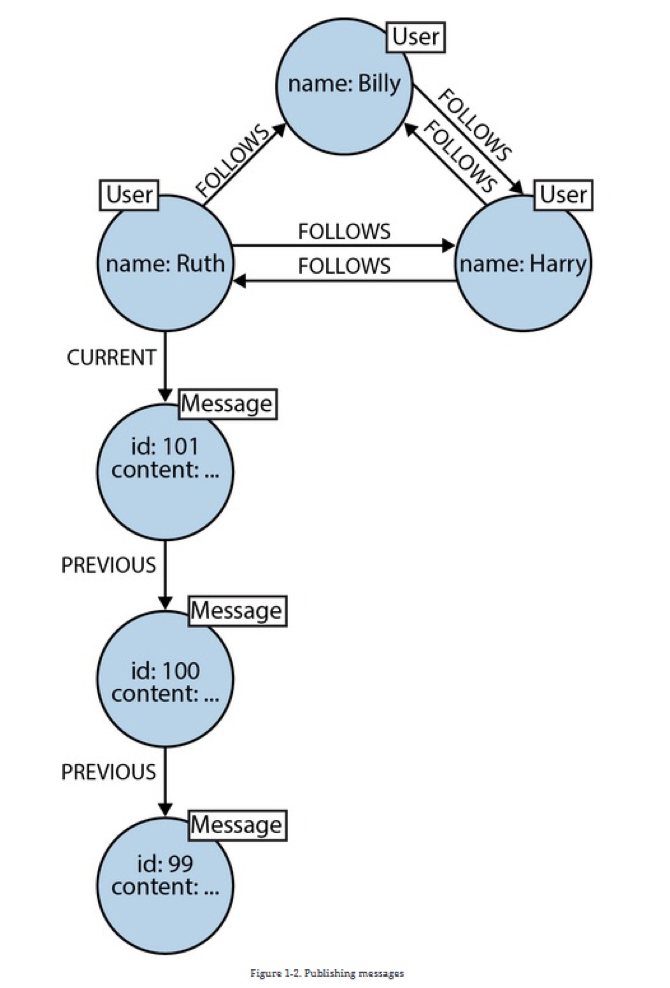 User
name: Billy
FOLLOWS
FOLLOWS
FOLLOWS
User
User
name: Ruth
FOLLOWS
FOLLOWS
name: Harry
CURRENT
Message
id: 101
content: ...
PREVIOUS
Message
id: 100
content: ...
PREVIOUS
Message
id: 99
content: ...
Figure 1-2. Publishing messages